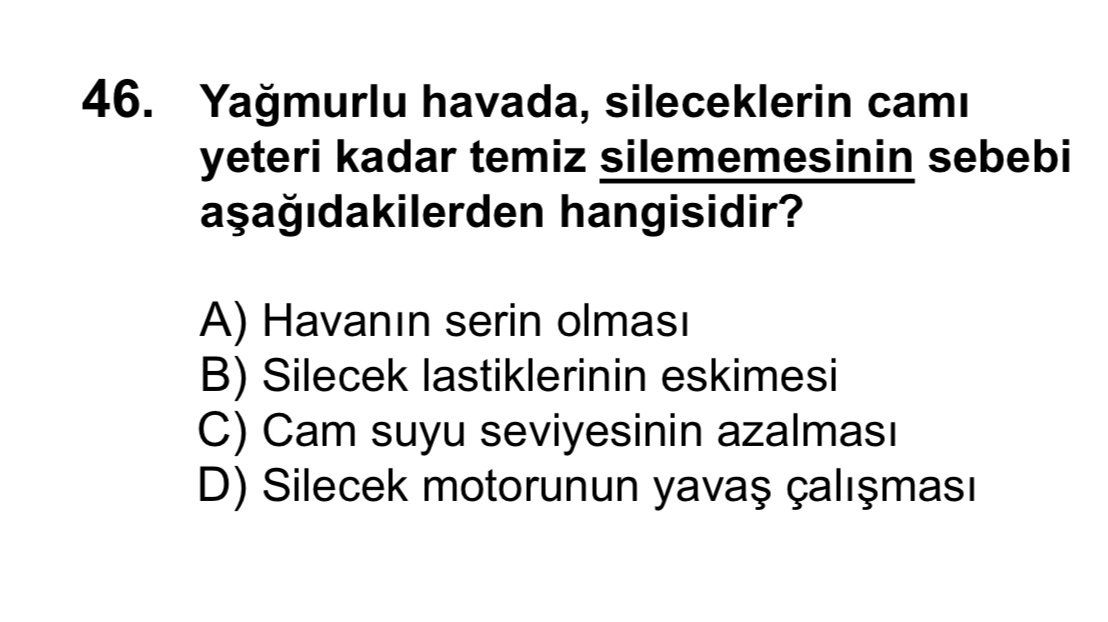 46. Yağmurlu havada, sileceklerin camı
yeteri kadar temiz silememesinin sebebi
aşağıdakilerden hangisidir?
A) Havanın serin olması
B) Silecek lastiklerinin eskimesi
C) Cam suyu seviyesinin azalması
D) Silecek motorunun yavaş çalışması